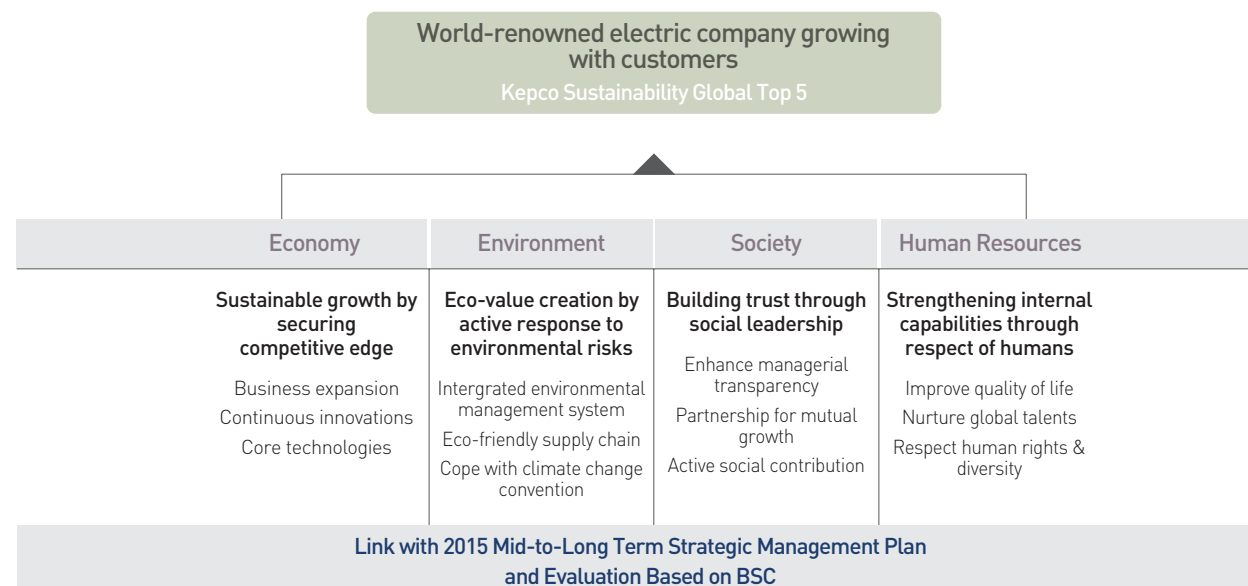 World-renowned electric company growing
with customers
Kepco Sustainability Global Top 5
Economy
Environment
Society
Human Resources
Sustainable growth by
securing
competitive edge
Business expansion
Continuous innovations
Core technologies
Eco-value creation by
active response to
environmental risks
Intergrated environmental
management system
Eco-friendly supply chain
Cope with climate change
convention
Building trust through
social leadership
Enhance managerial
transparency
Partnership for mutual
growth
Active social contribution
Strengthening internal
capabilities through
respect of humans
Improve quality of life
Nurture global talents
Respect human rights &
diversity
Link with 2015 Mid-to-Long Term Strategic Management Plan
and Evaluation Based on BSC